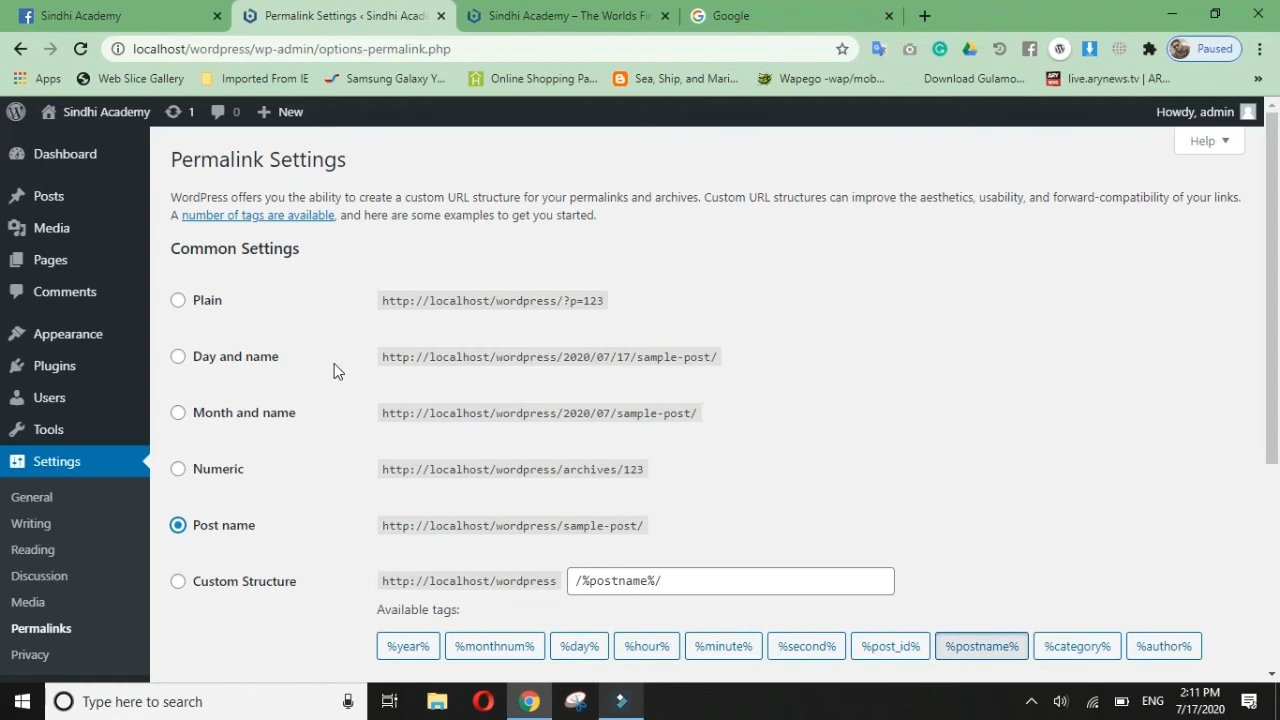 Sindhi Academy
Permalink Settings ‹ Sindhi Acade
Sindhi Academy – The Worlds Fi
Google
localhost/wordpress/wp-admin/options-permalink.php
Paused
Apps
Web Slice Gallery
Imported From IE
Samsung Galaxy Y...
Online Shopping Pa...
Sea, Ship, and Mari...
Wapego -wap/mob...
Download Gulamo...
live.arynews.tv | AR...
Sindhi Academy
1
0
New
Howdy, admin
Help
Dashboard
Posts
Media
Pages
Comments
Appearance
Plugins
Users
Tools
Settings
General
Writing
Reading
Discussion
Media
Permalinks
Privacy
Permalink Settings
WordPress offers you the ability to create a custom URL structure for your permalinks and archives. Custom URL structures can improve the aesthetics, usability, and forward-compatibility of your links.
A number of tags are available, and here are some examples to get you started.
Common Settings
Plain http://localhost/wordpress/?p=123
Day and name http://localhost/wordpress/2020/07/17/sample-post/
Month and name http://localhost/wordpress/2020/07/sample-post/
Numeric http://localhost/wordpress/archives/123
Post name http://localhost/wordpress/sample-post/
Custom Structure http://localhost/wordpress /%postname%/
Available tags:
%year% %monthnum% %day% %hour% %minute% %second% %post_id% %postname% %category% %author%
Type here to search
ENG
2:11 PM
7/17/2020